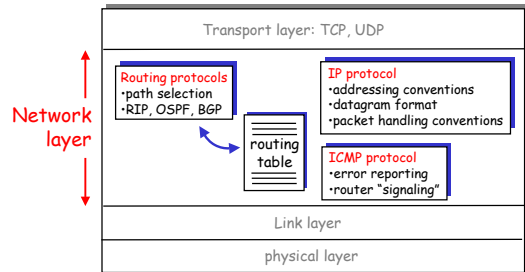 Transport layer: TCP, UDP
Network
layer
Routing protocols
•path selection
•RIP, OSPF, BGP
routing
table
IP protocol
•addressing conventions
•datagram format
•packet handling conventions
ICMP protocol
•error reporting
•router “signaling”
Link layer
physical layer